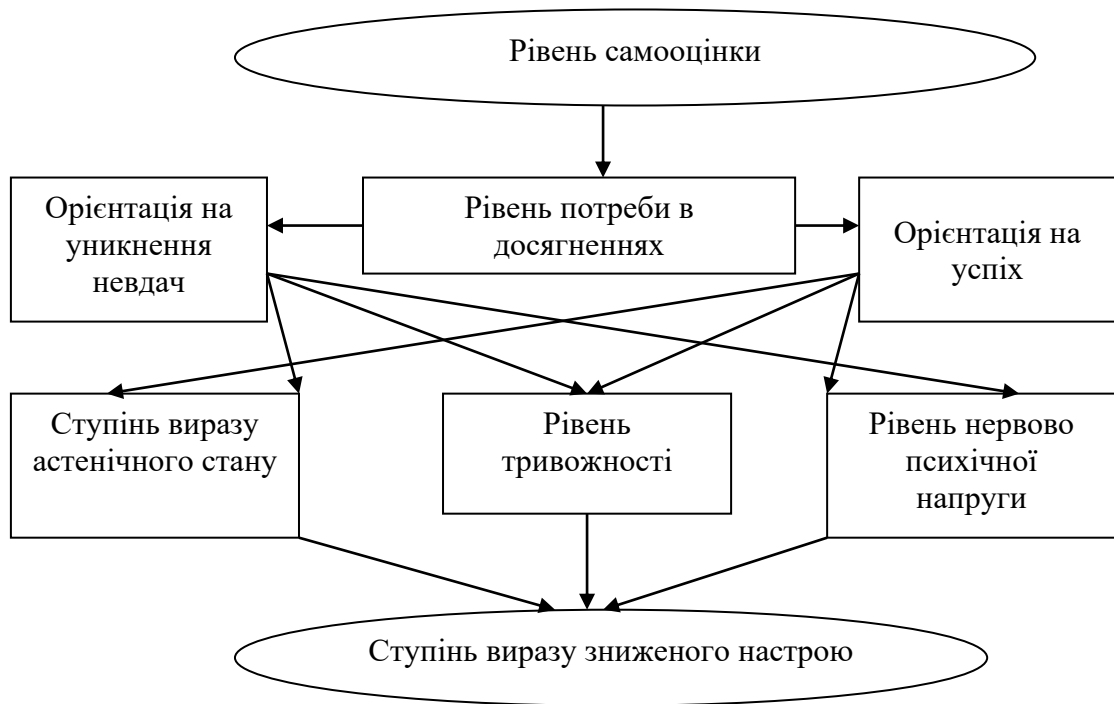 Рівень самооцінки
Орієнтація на
уникнення
невдач
Рівень потреби в
досягненнях
Орієнтація на
успіх
Ступінь виразу
астенічного стану
Рівень
тривожності
Рівень нервово
психічної
напруги
Ступінь виразу зниженого настрою